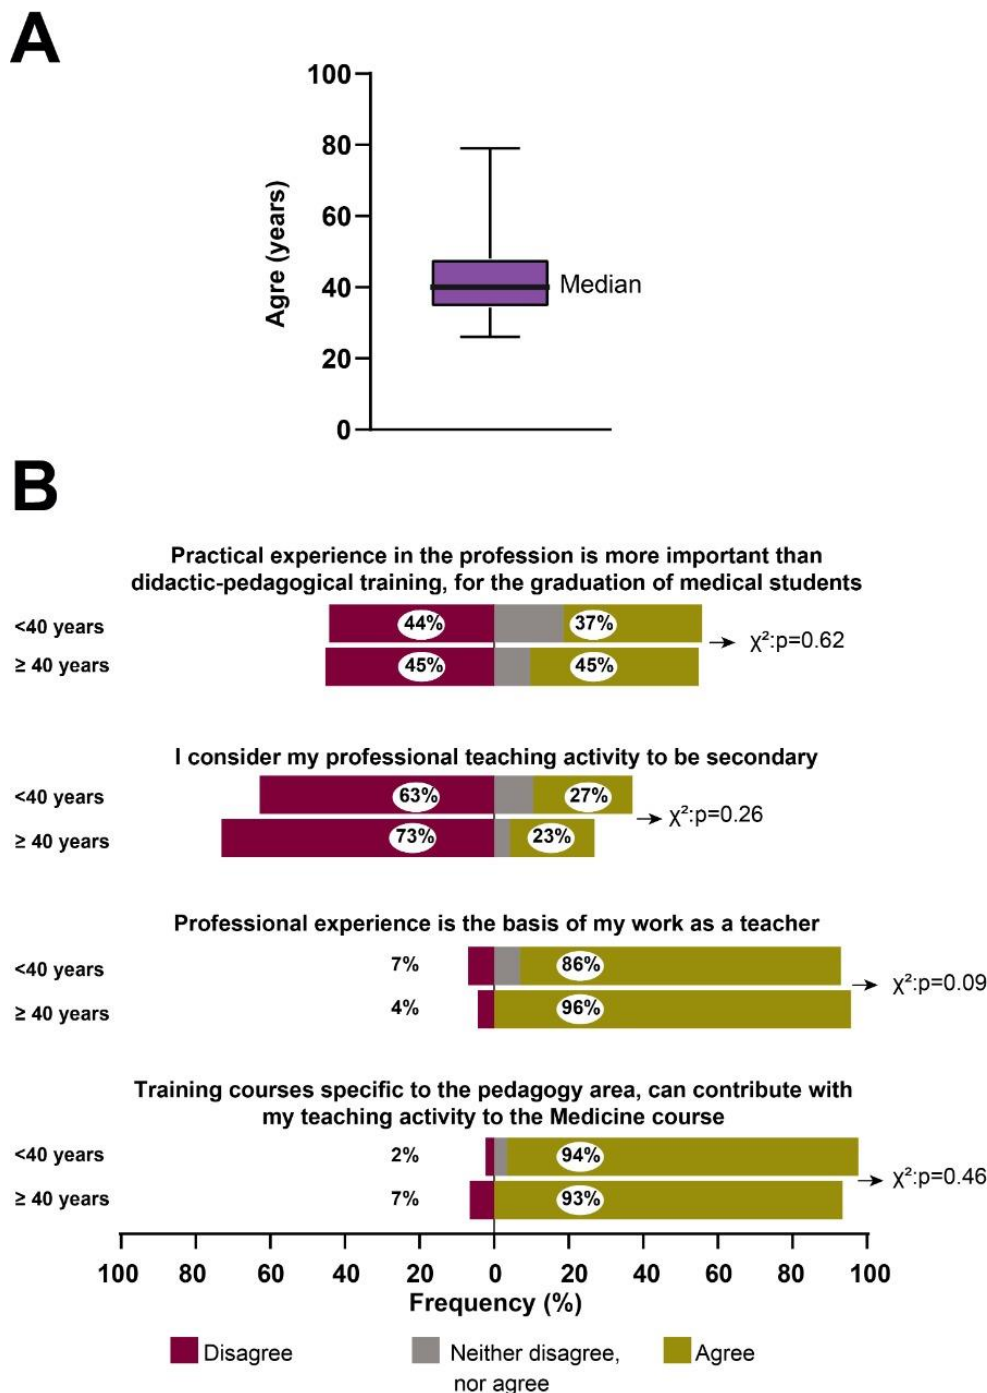 A
100
80
60
40
20
0
Agre (years)
Median
B
Practical experience in the profession is more important than
didactic-pedagogical training, for the graduation of medical students
<40 years 44% 37%
≥ 40 years 45% 45%
χ²:p=0.62
I consider my professional teaching activity to be secondary
<40 years 63% 27%
≥ 40 years 73% 23%
χ²:p=0.26
Professional experience is the basis of my work as a teacher
<40 years 7% 86%
≥ 40 years 4% 96%
χ²:p=0.09
Training courses specific to the pedagogy area, can contribute with
my teaching activity to the Medicine course
<40 years 2% 94%
≥ 40 years 7% 93%
χ²:p=0.46
100 80 60 40 20 0 20 40 60 80 100
Frequency (%)
Disagree
Neither disagree,
nor agree
Agree